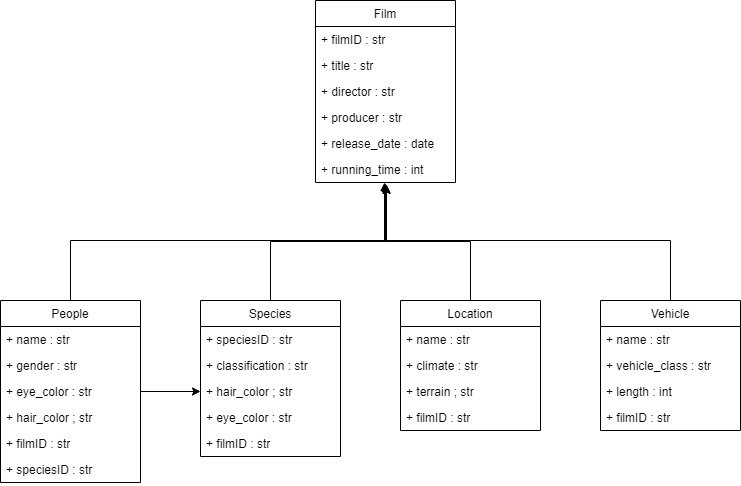 Film
+ filmID : str
+ title : str
+ director : str
+ producer : str
+ release_date : date
+ running_time : int
People
+ name : str
+ gender : str
+ eye_color : str
+ hair_color ; str
+ filmID : str
+ speciesID : str
Species
+ speciesID : str
+ classification : str
+ hair_color ; str
+ eye_color : str
+ filmID : str
Location
+ name : str
+ climate : str
+ terrain ; str
+ filmID : str
Vehicle
+ name : str
+ vehicle_class : str
+ length : int
+ filmID : str